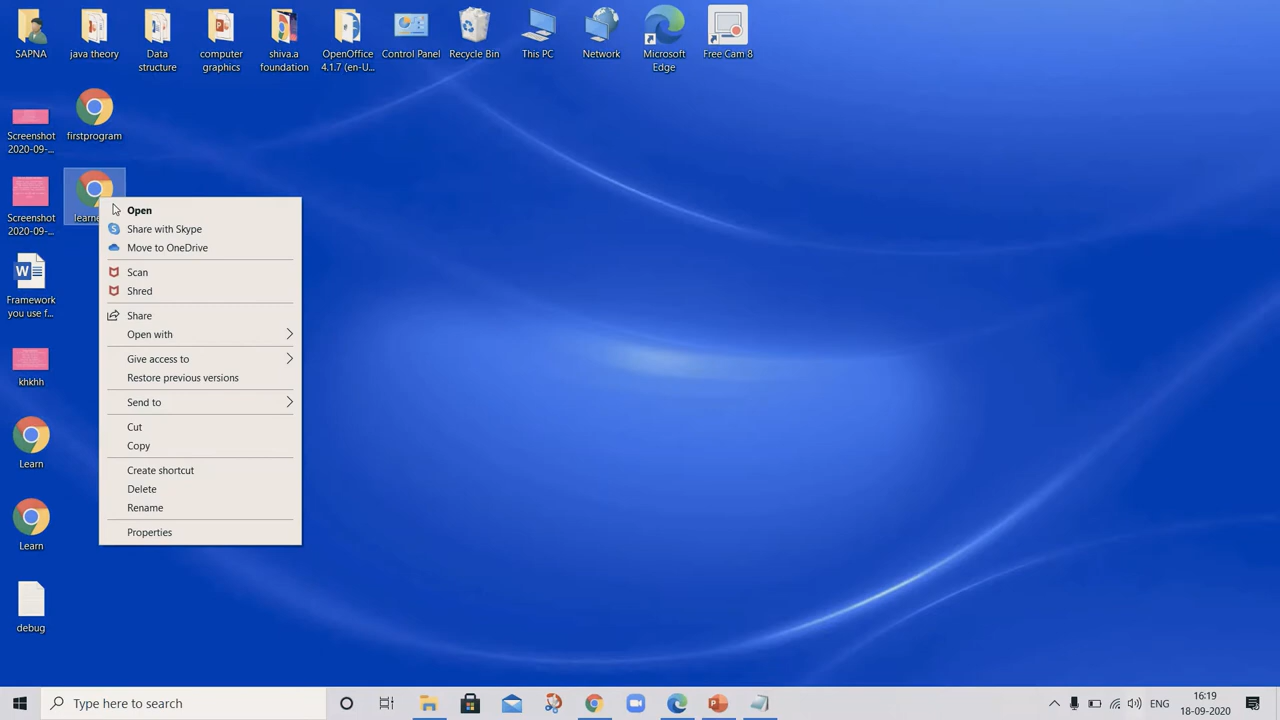 SAPNA
java theory
Data
structure
computer
graphics
shiva.a
foundation
OpenOffice
4.1.7 (en-U...
Control Panel
Recycle Bin
This PC
Network
Microsoft
Edge
Free Cam 8
Screenshot
2020-09-...
firstprogram
Screenshot
2020-09-...
Framework
you use f...
khkhh
Learn
Learn
debug
Open
Share with Skype
Move to OneDrive
Scan
Shred
Share
Open with
Give access to
Restore previous versions
Send to
Cut
Copy
Create shortcut
Delete
Rename
Properties
Type here to search
ENG
16:19
18-09-2020